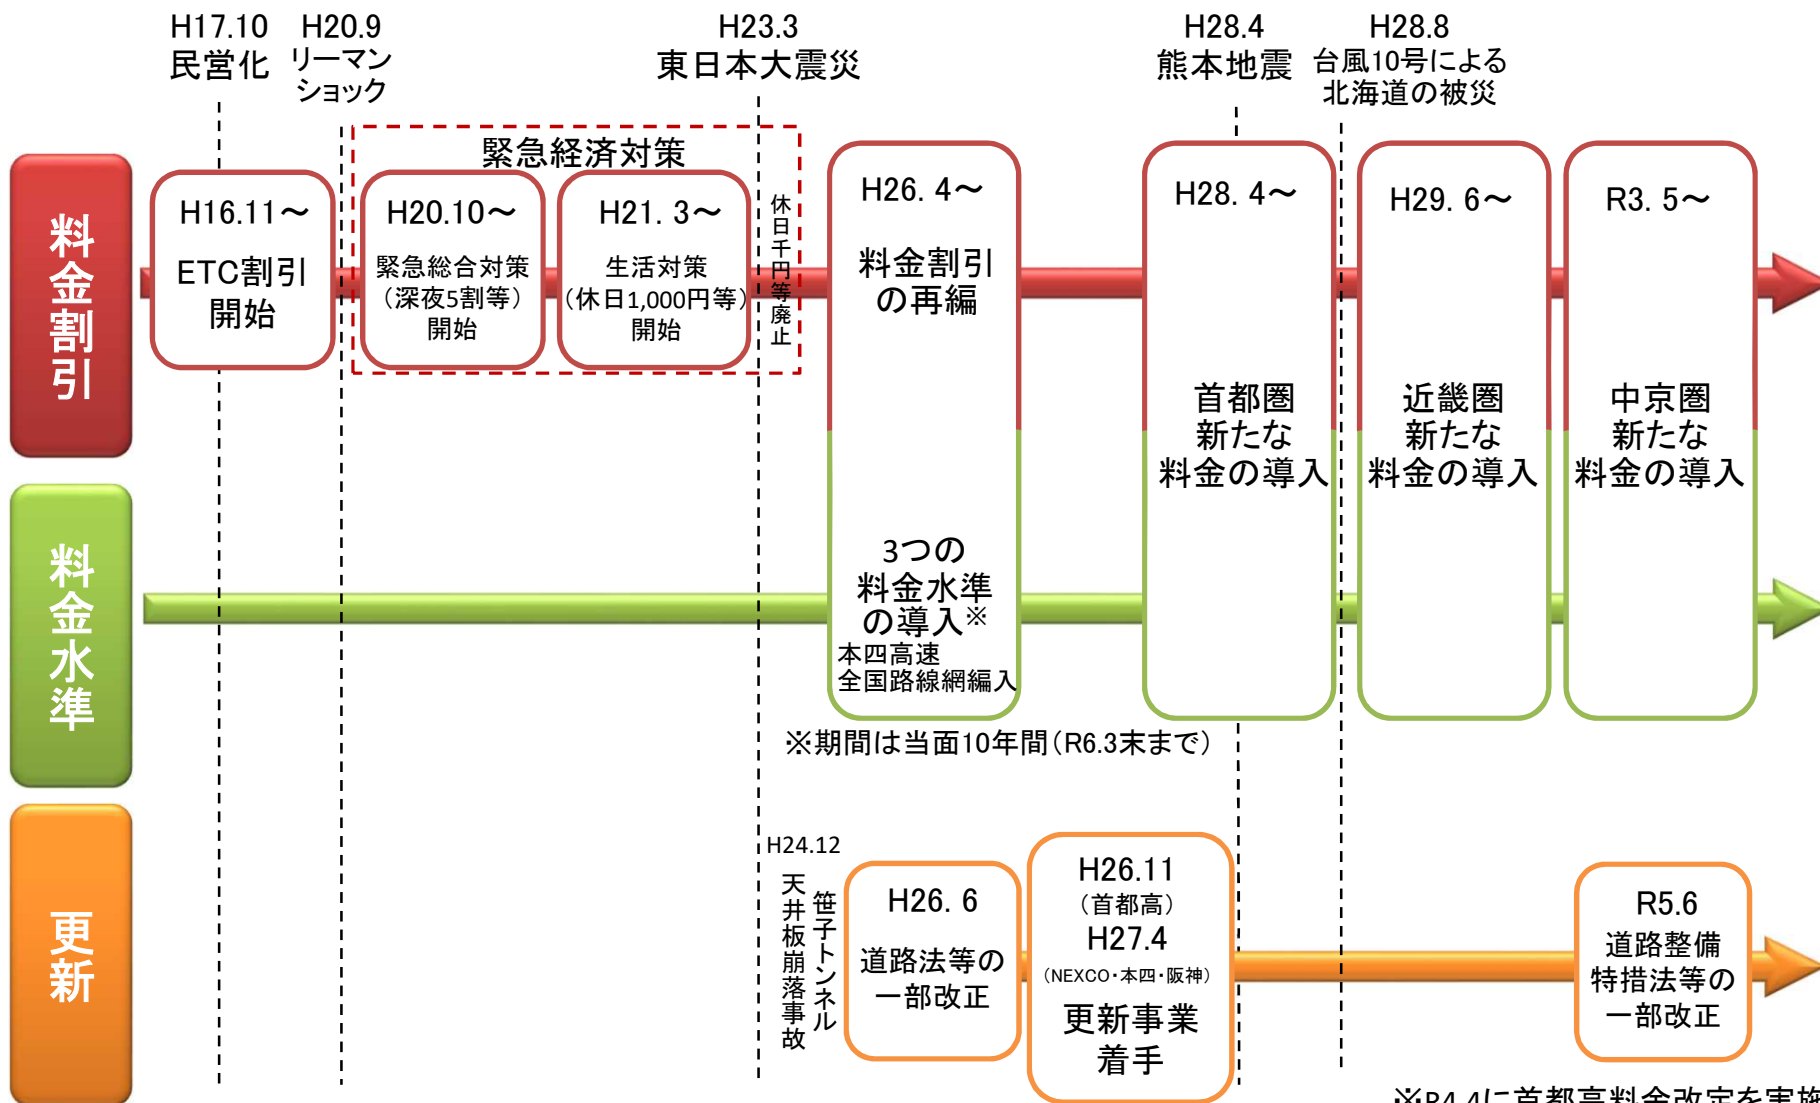 H17.10
民営化
H20.9
リーマン
ショック
H23.3
東日本大震災
H28.4
熊本地震
H28.8
台風10号による
北海道の被災
料金割引
緊急経済対策
H16.11～
ETC割引
開始
H20.10～
緊急総合対策
（深夜5割等）
開始
H21. 3～
生活対策
（休日1,000円等）
開始
休日千円等廃止
H26. 4～
料金割引
の再編
H28. 4～
首都圏
新たな
料金の導入
H29. 6～
近畿圏
新たな
料金の導入
R3. 5～
中京圏
新たな
料金の導入
料金水準
3つの
料金水準
の導入※
本四高速
全国路線網編入
※期間は当面10年間（R6.3末まで）
更新
H24.12
笹子トンネル
天井板崩落事故
H26. 6
道路法等の
一部改正
H26.11
（首都高）
H27.4
（NEXCO・本四・阪神）
更新事業
着手
R5.6
道路整備
特措法等の
一部改正
※R4.4に首都高料金改定を実施